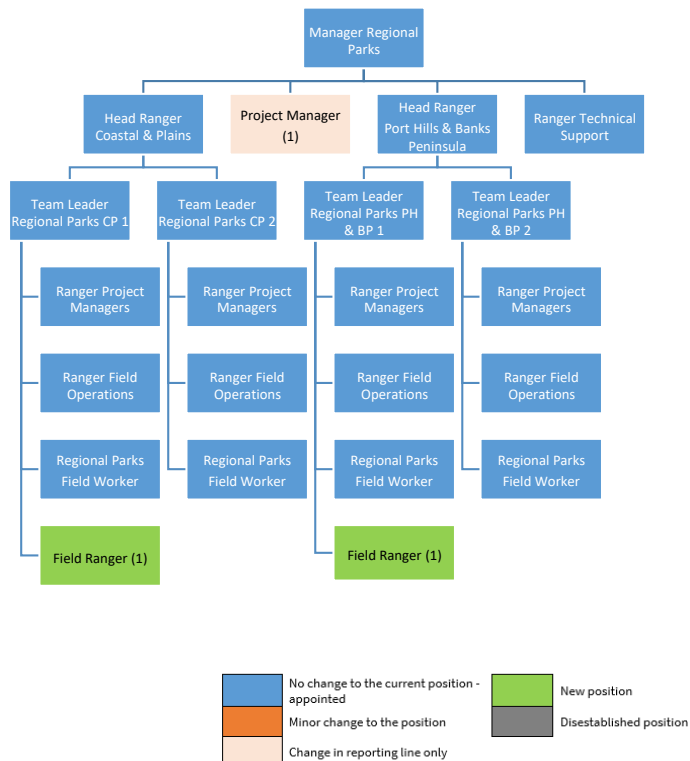 Manager Regional
Parks
Head Ranger
Coastal & Plains
Project Manager
(1)
Head Ranger
Port Hills & Banks
Peninsula
Ranger Technical
Support
Team Leader
Regional Parks CP 1
Team Leader
Regional Parks CP 2
Team Leader
Regional Parks PH
& BP 1
Team Leader
Regional Parks PH
& BP 2
Ranger Project
Managers
Ranger Project
Managers
Ranger Project
Managers
Ranger Project
Managers
Ranger Field
Operations
Ranger Field
Operations
Ranger Field
Operations
Ranger Field
Operations
Regional Parks
Field Worker
Regional Parks
Field Worker
Regional Parks
Field Worker
Regional Parks
Field Worker
Field Ranger (1)
Field Ranger (1)
No change to the current position -
appointed
Minor change to the position
Change in reporting line only
New position
Disestablished position